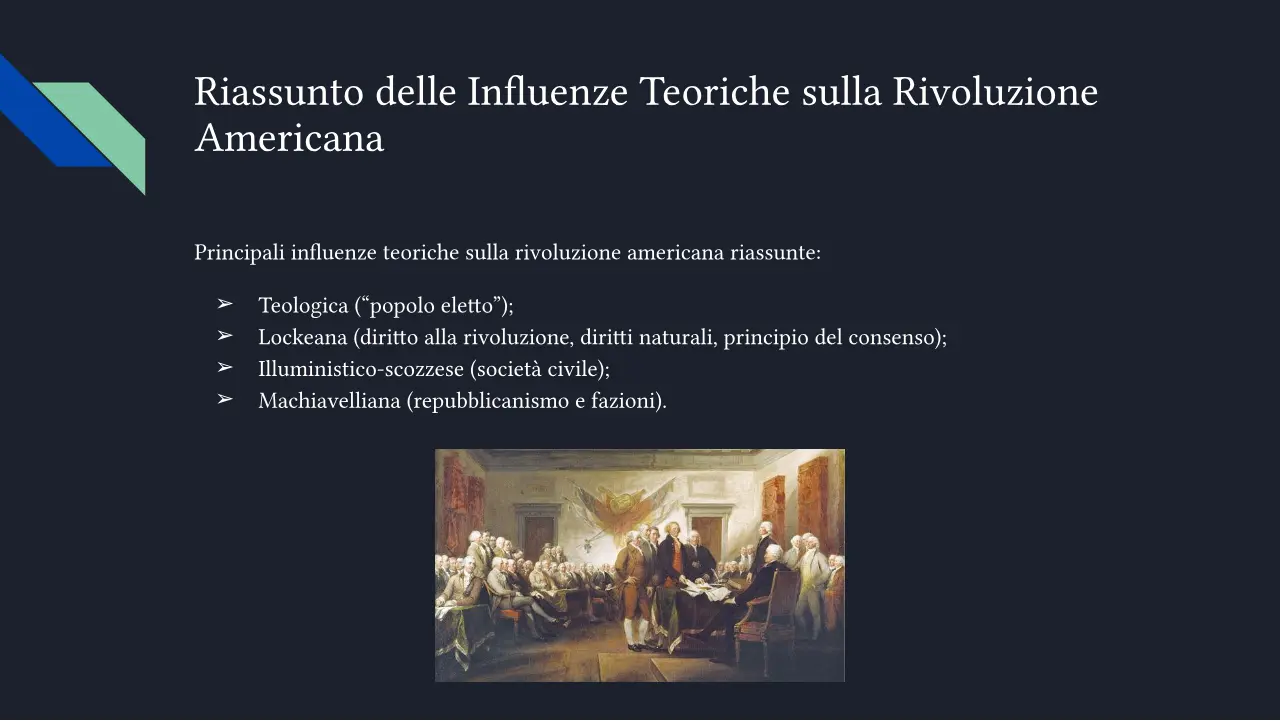 Riassunto delle Influenze Teoriche sulla Rivoluzione
Americana
Principali influenze teoriche sulla rivoluzione americana riassunte:
➢ Teologica (“popolo eletto”);
➢ Lockeana (diritto alla rivoluzione, diritti naturali, principio del consenso);
➢ Illuministico-scozzese (società civile);
➢ Machiavelliana (repubblicanismo e fazioni).